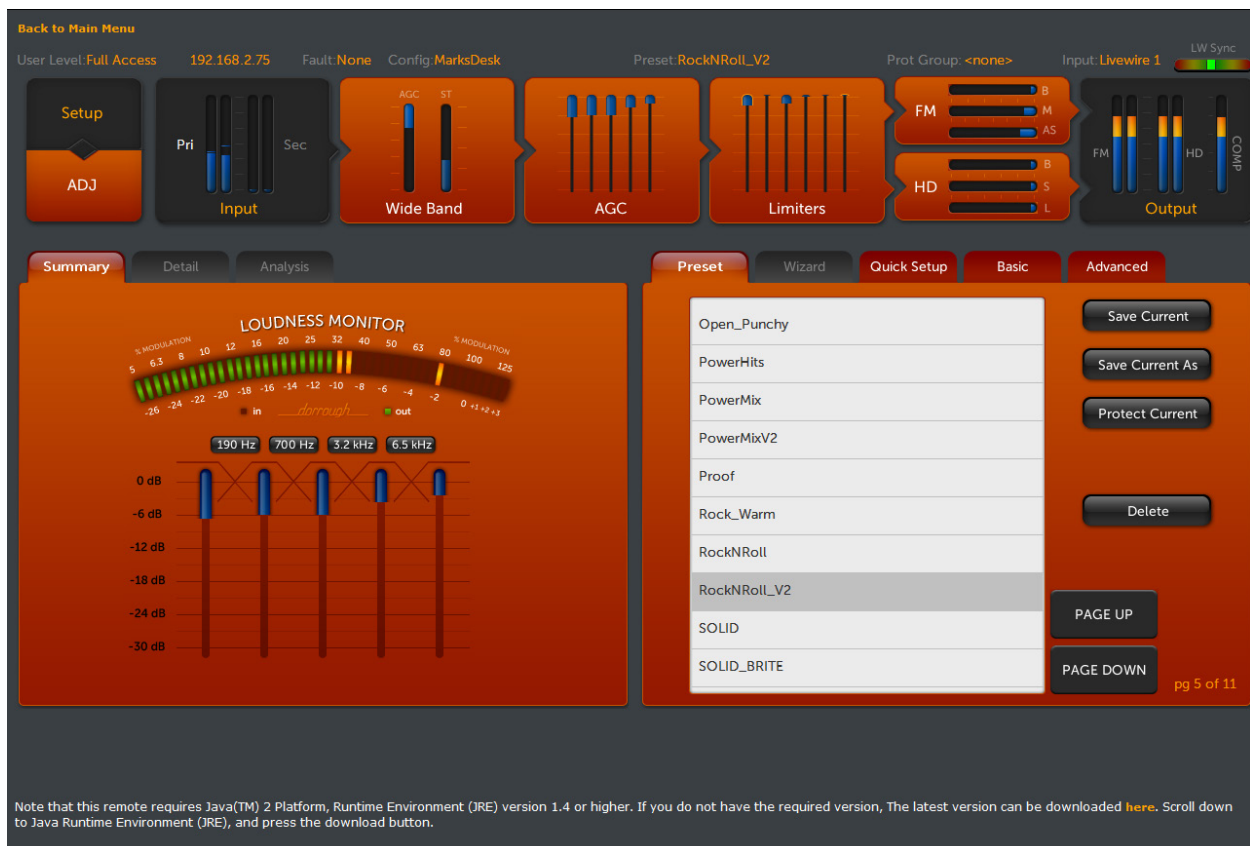 Back to Main Menu
User Level:Full Access 192.168.2.75 Fault:None Config:MarksDesk Preset:RockNRoll_V2 Prot Group: <none> Input:Livewire 1 LW Sync
Setup
ADJ
Pri
Sec
Input
AGC ST
Wide Band
AGC
Limiters
FM
B
M
AS
HD
B
S
L
FM
HD
COMP
Output
Summary Detail Analysis
LOUDNESS MONITOR
% MODULATION % MODULATION
5 6.3 8 10 12 16 20 25 32 40 50 63 80 100 125
-26 -24 -22 -20 -18 -16 -14 -12 -10 -8 -6 -4 -2 0 +1 +2 +3
in dorrough out
190 Hz 700 Hz 3.2 kHz 6.5 kHz
0 dB
-6 dB
-12 dB
-18 dB
-24 dB
-30 dB
Preset Wizard Quick Setup Basic Advanced
Open_Punchy
PowerHits
PowerMix
PowerMixV2
Proof
Rock_Warm
RockNRoll
RockNRoll_V2
SOLID
SOLID_BRITE
Save Current
Save Current As
Protect Current
Delete
PAGE UP
PAGE DOWN
pg 5 of 11
Note that this remote requires Java(TM) 2 Platform, Runtime Environment (JRE) version 1.4 or higher. If you do not have the required version, The latest version can be downloaded here. Scroll down
to Java Runtime Environment (JRE), and press the download button.